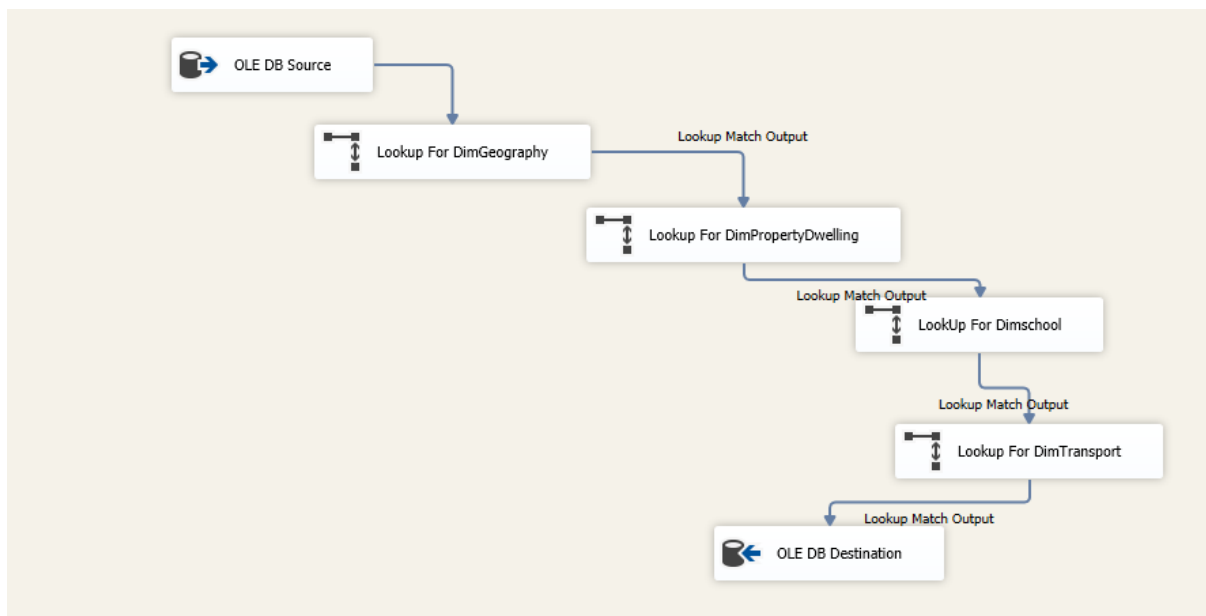 OLE DB Source
Lookup For DimGeography
Lookup Match Output
Lookup For DimPropertyDwelling
Lookup Match Output
LookUp For Dimschool
Lookup Match Output
Lookup For DimTransport
Lookup Match Output
OLE DB Destination